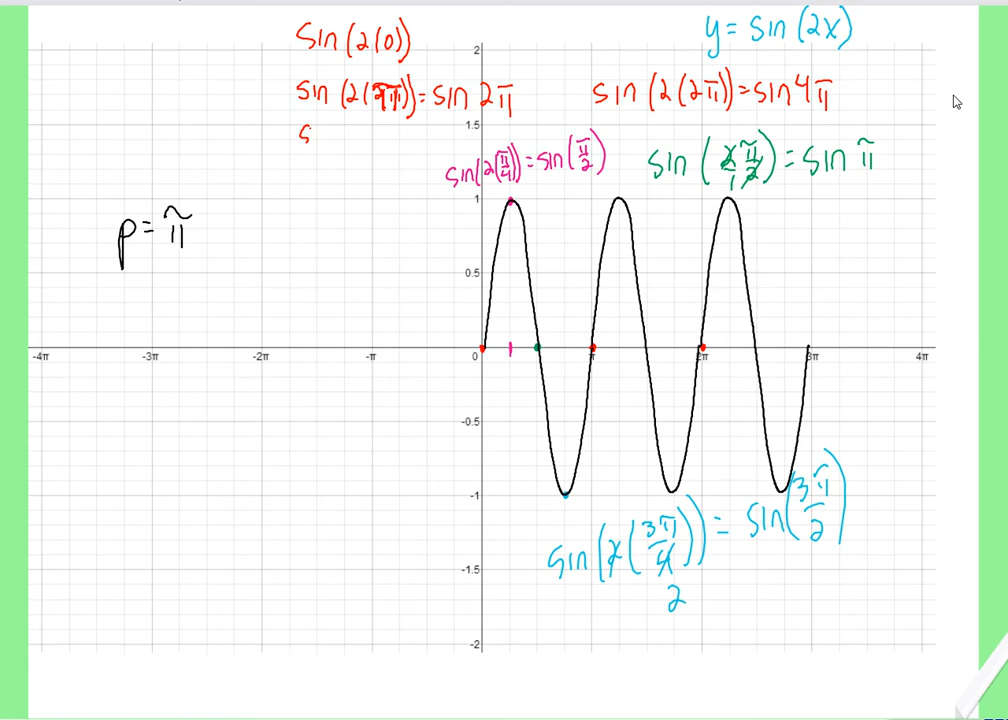 sin(2(0))
y = sin(2x)
2
sin(2(π)) = sin 2π
sin(2(2π)) = sin 4π
s
1.5
sin(2(π/4)) = sin(π/2)
sin(2π/2) = sin π
1
p = π
0.5
-4π -3π -2π -π 0 π 2π 3π 4π
-0.5
-1
sin(2(3π/4)) = sin(3π/2)
2
-1.5
-2